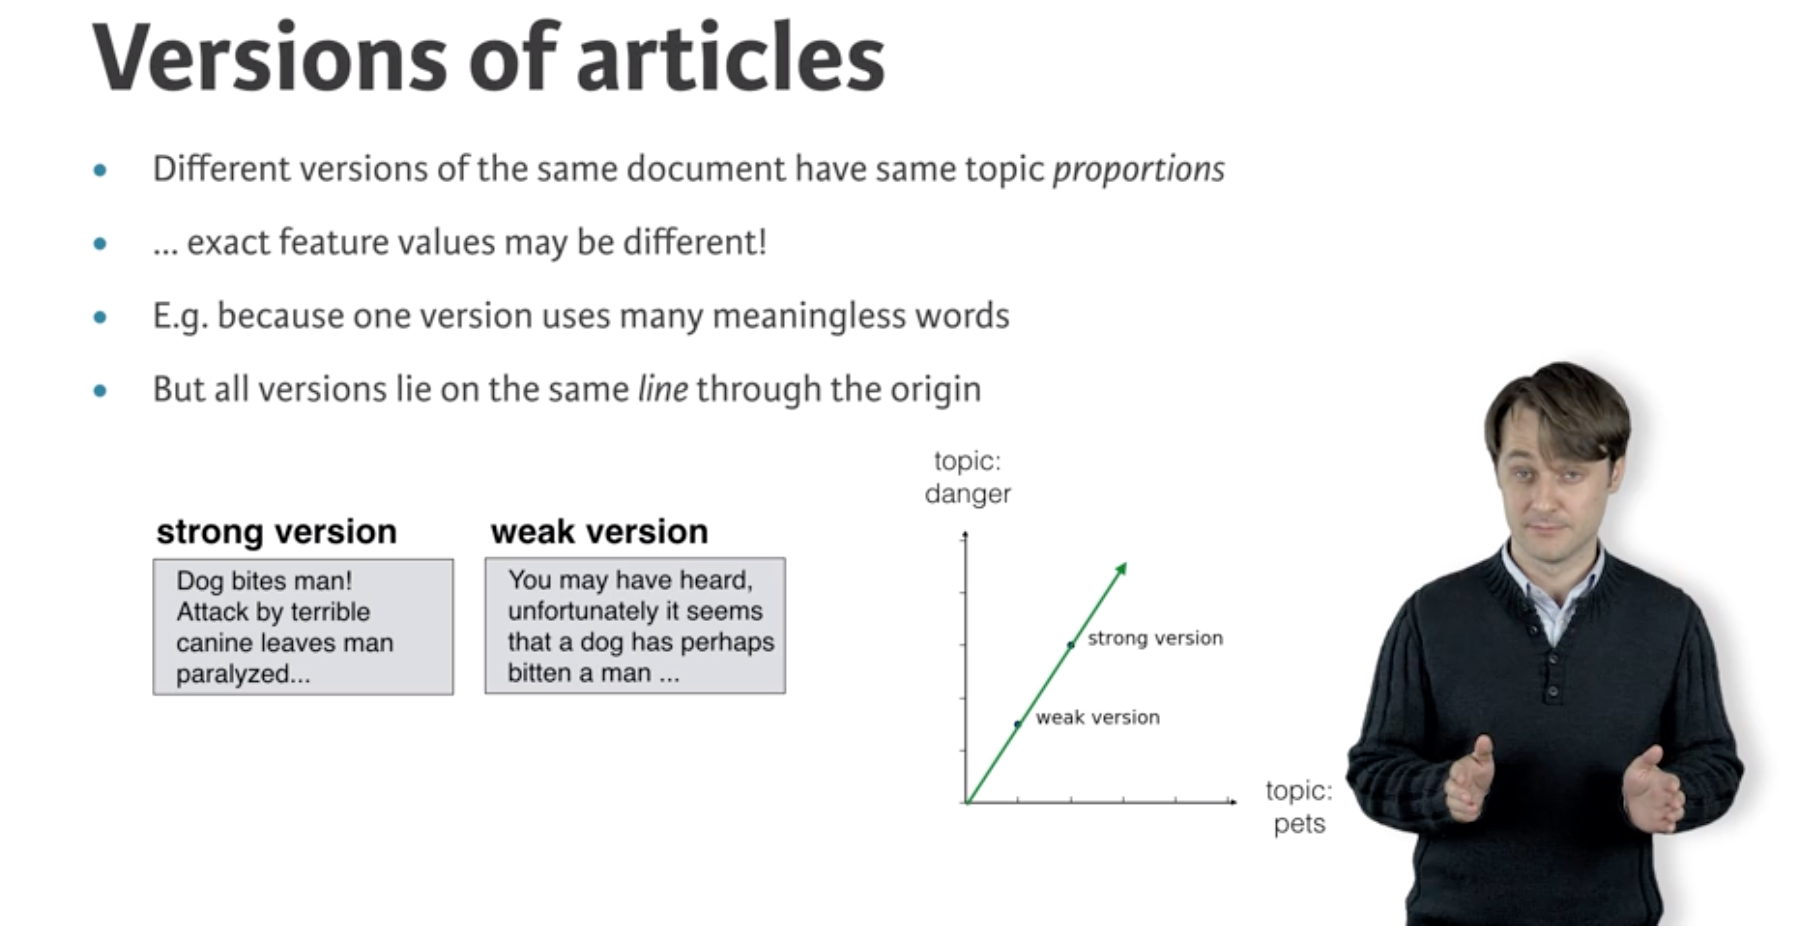 Versions of articles
Different versions of the same document have same topic proportions
... exact feature values may be different!
E.g. because one version uses many meaningless words
But all versions lie on the same line through the origin
strong version
Dog bites man!
Attack by terrible
canine leaves man
paralyzed...
weak version
You may have heard,
unfortunately it seems
that a dog has perhaps
bitten a man ...
topic:
danger
strong version
weak version
topic:
pets